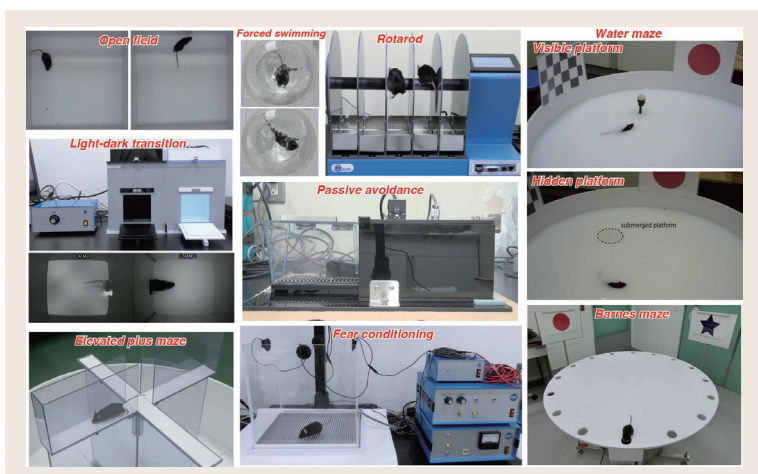 Open field
Forced swimming
Rotarod
Water maze
Visible platform
Light-dark transition
Passive avoidance
Hidden platform
submerged platform
Elevated plus maze
Fear conditioning
Barnes maze